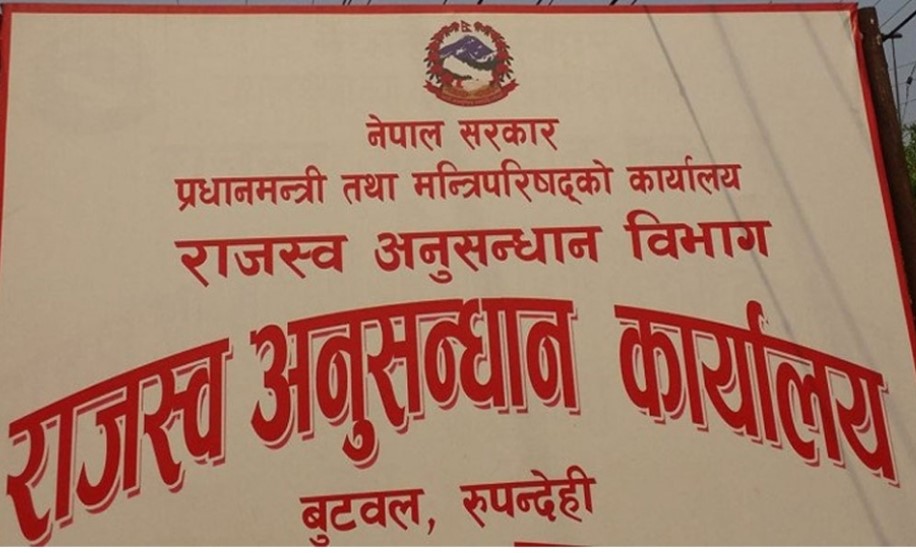 नेपाल सरकार
प्रधानमन्त्री तथा मन्त्रिपरिषद्को कार्यालय
राजस्व अनुसन्धान विभाग
राजस्व अनुसन्धान कार्यालय
बुटवल, रुपन्देही